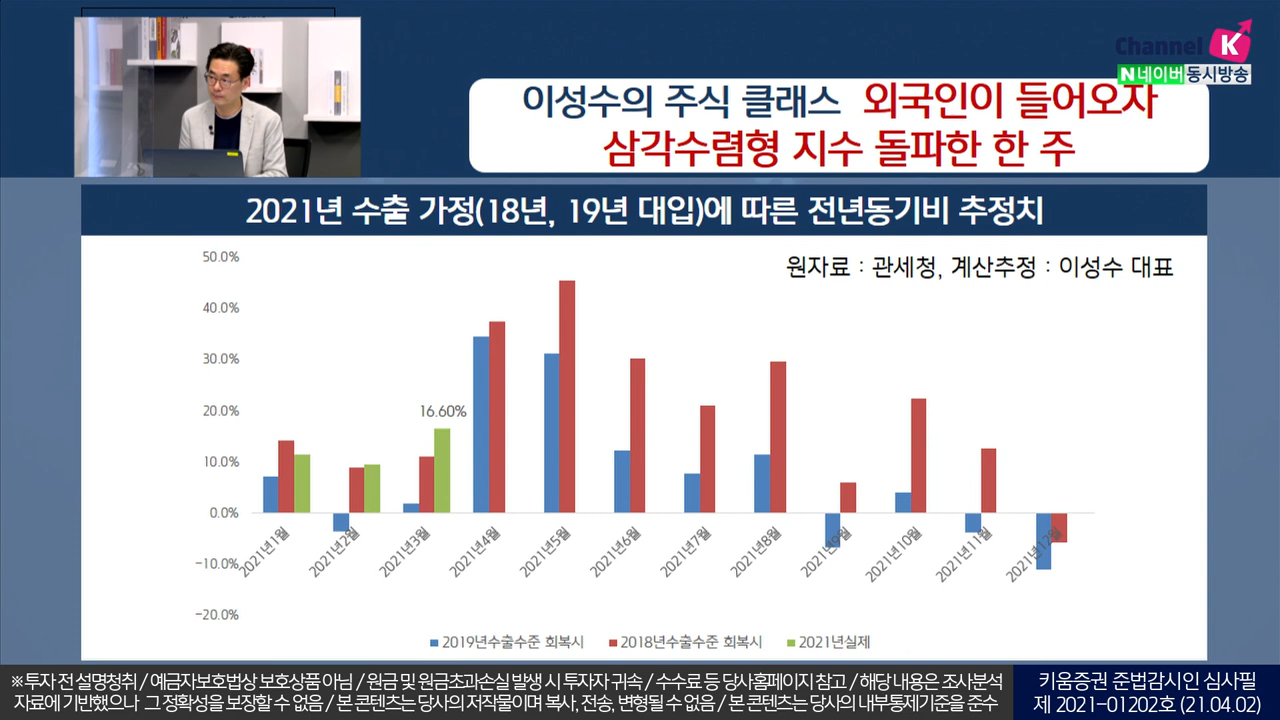 Channel K
N 네이버 동시방송
이성수의 주식 클래스 외국인이 들어오자
삼각수렴형 지수 돌파한 한 주
2021년 수출 가정(18년, 19년 대입)에 따른 전년동기비 추정치
원자료 : 관세청, 계산추정 : 이성수 대표
50.0%
40.0%
30.0%
20.0%
10.0%
0.0%
-10.0%
-20.0%
16.60%
2021년1월
2021년2월
2021년3월
2021년4월
2021년5월
2021년6월
2021년7월
2021년8월
2021년9월
2021년10월
2021년11월
2021년12월
2019년수출수준 회복시
2018년수출수준 회복시
2021년실제
※투자 전 설명청취 / 예금자보호법상 보호상품 아님 / 원금 및 원금초과손실 발생 시 투자자 귀속 / 수수료 등 당사홈페이지 참고 / 해당 내용은 조사분석
자료에 기반했으나 그 정확성을 보장할 수 없음 / 본 콘텐츠는 당사의 저작물이며 복사, 전송, 변형될 수 없음 / 본 콘텐츠는 당사의 내부통제기준을 준수
키움증권 준법감시인 심사필
제 2021-01202호 (21.04.02)